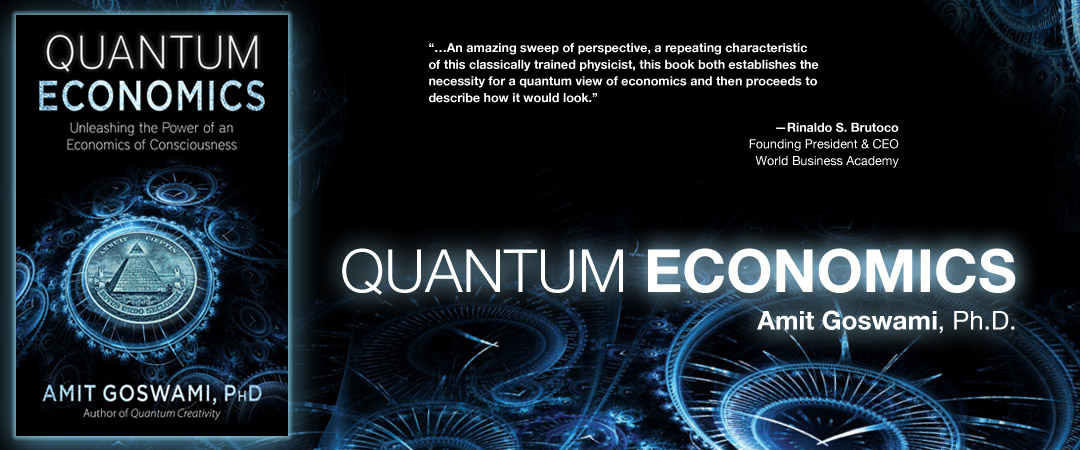 QUANTUM
ECONOMICS
Unleashing the Power of an
Economics of Consciousness
ANNUIT CŒPTIS
AMIT GOSWAMI, PHD
Author of Quantum Creativity
“…An amazing sweep of perspective, a repeating characteristic
of this classically trained physicist, this book both establishes the
necessity for a quantum view of economics and then proceeds to
describe how it would look.”
—Rinaldo S. Brutoco
Founding President & CEO
World Business Academy
QUANTUM ECONOMICS
Amit Goswami, Ph.D.